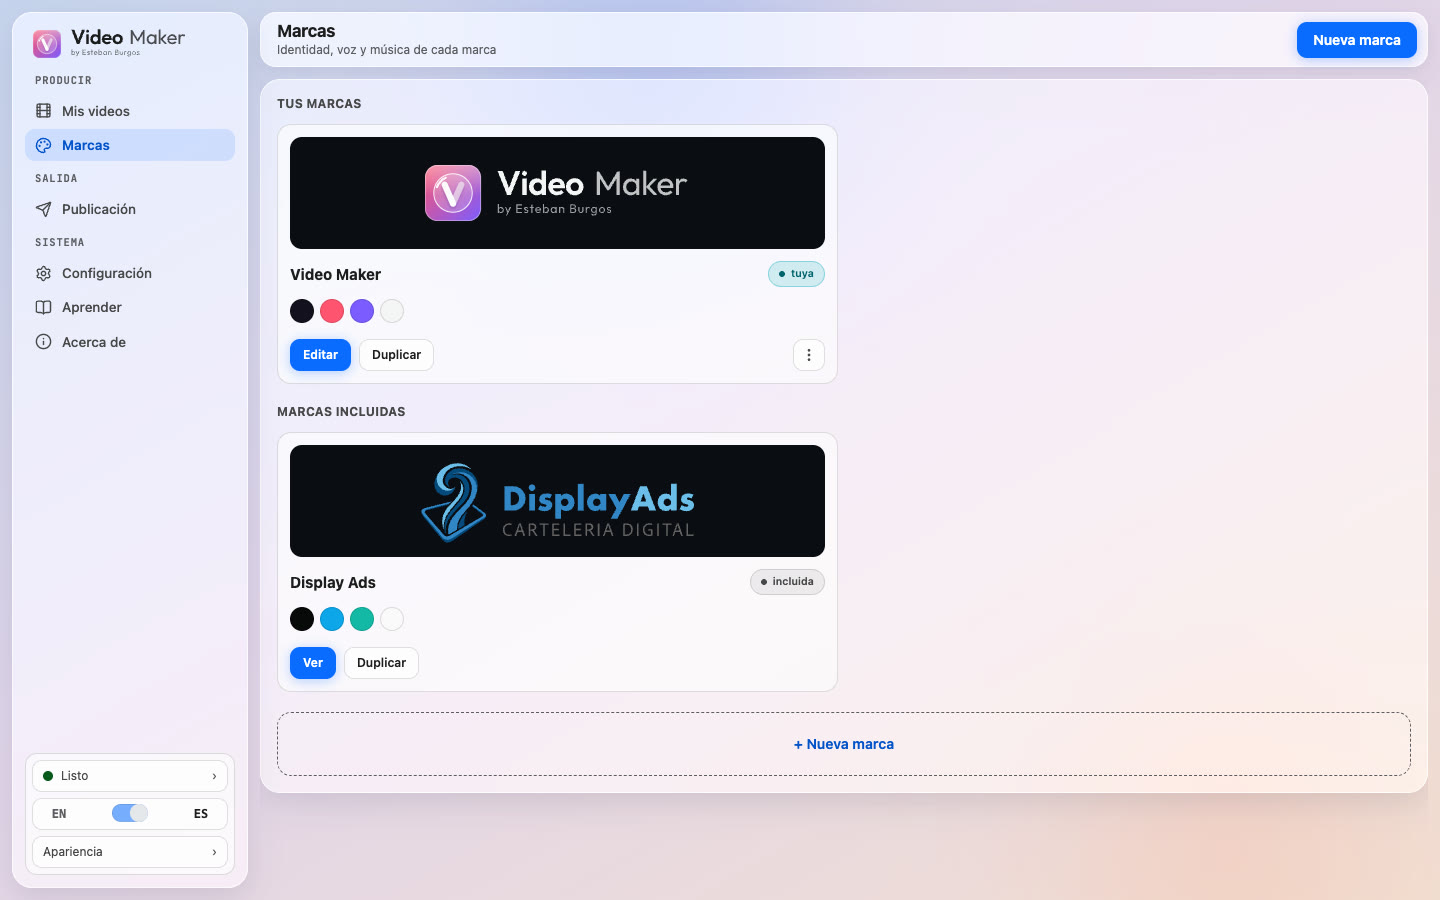 Video Maker
by Esteban Burgos
PRODUCIR
Mis videos
Marcas
SALIDA
Publicación
SISTEMA
Configuración
Aprender
Acerca de
Listo
EN ES
Apariencia
Marcas
Identidad, voz y música de cada marca
Nueva marca
TUS MARCAS
Video Maker
by Esteban Burgos
Video Maker
tuya
Editar Duplicar
MARCAS INCLUIDAS
DisplayAds
CARTELERIA DIGITAL
Display Ads
incluida
Ver Duplicar
+ Nueva marca